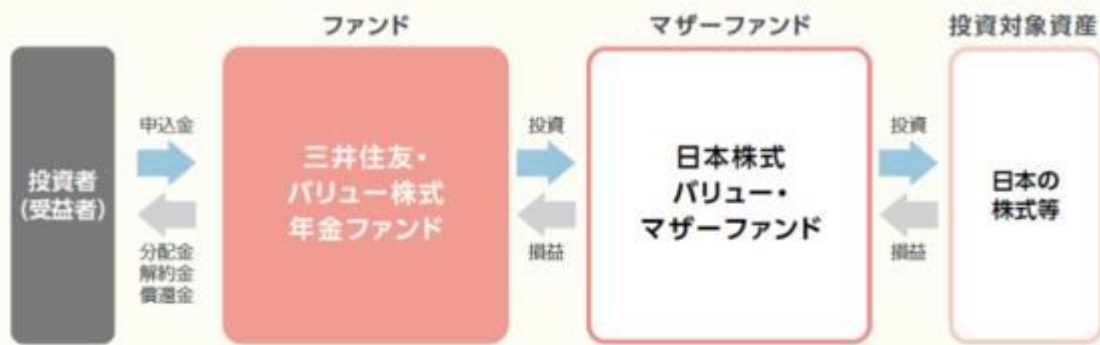 ファンド
マザーファンド
投資対象資産
投資者
(受益者)
申込金
分配金
解約金
償還金
三井住友・
バリュー株式
年金ファンド
投資
損益
日本株式
バリュー・
マザーファンド
投資
損益
日本の
株式等